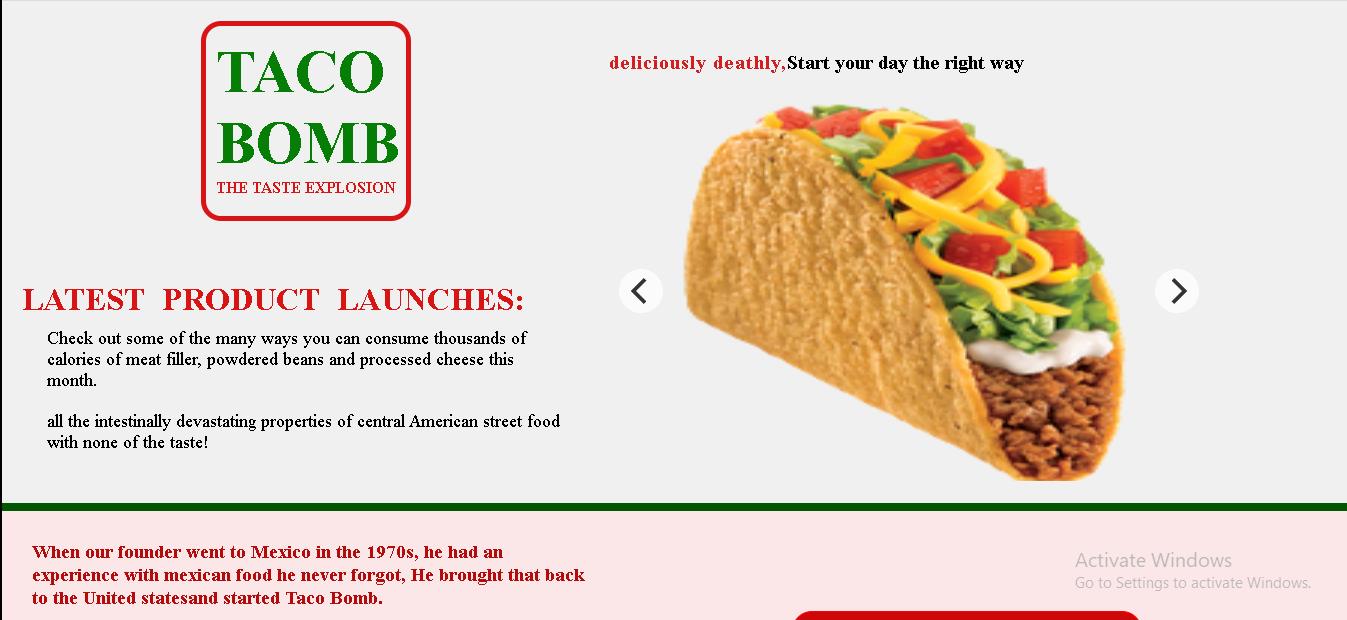 TACO
BOMB
THE TASTE EXPLOSION
deliciously deathly,Start your day the right way
LATEST PRODUCT LAUNCHES:
Check out some of the many ways you can consume thousands of
calories of meat filler, powdered beans and processed cheese this
month.
all the intestinally devastating properties of central American street food
with none of the taste!
When our founder went to Mexico in the 1970s, he had an
experience with mexican food he never forgot, He brought that back
to the United statesand started Taco Bomb.
Activate Windows
Go to Settings to activate Windows.